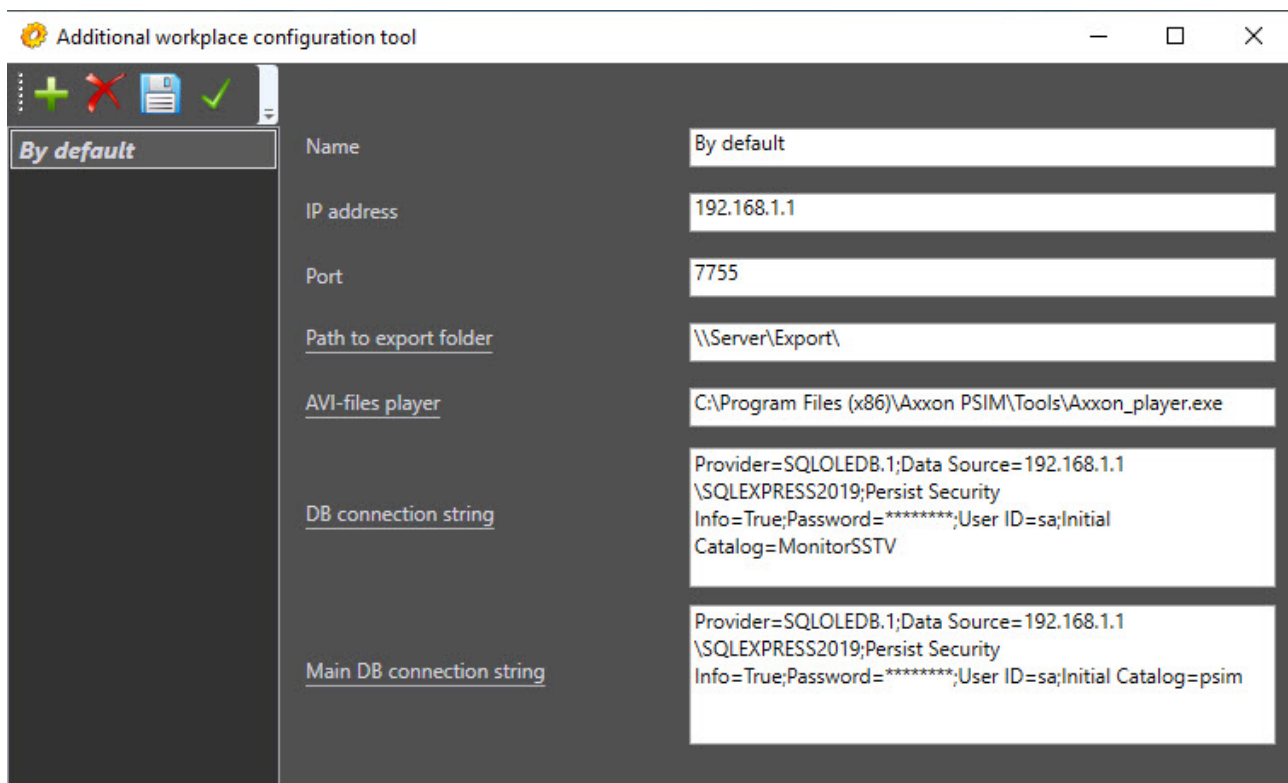 Additional workplace configuration tool
By default
Name
By default
IP address
192.168.1.1
Port
7755
Path to export folder
\\Server\Export\
AVI-files player
C:\Program Files (x86)\Axxon PSIM\Tools\Axxon_player.exe
DB connection string
Provider=SQLOLEDB.1;Data Source=192.168.1.1
\SQLEXPRESS2019;Persist Security
Info=True;Password=********;User ID=sa;Initial
Catalog=MonitorSSTV
Main DB connection string
Provider=SQLOLEDB.1;Data Source=192.168.1.1
\SQLEXPRESS2019;Persist Security
Info=True;Password=********;User ID=sa;Initial Catalog=psim